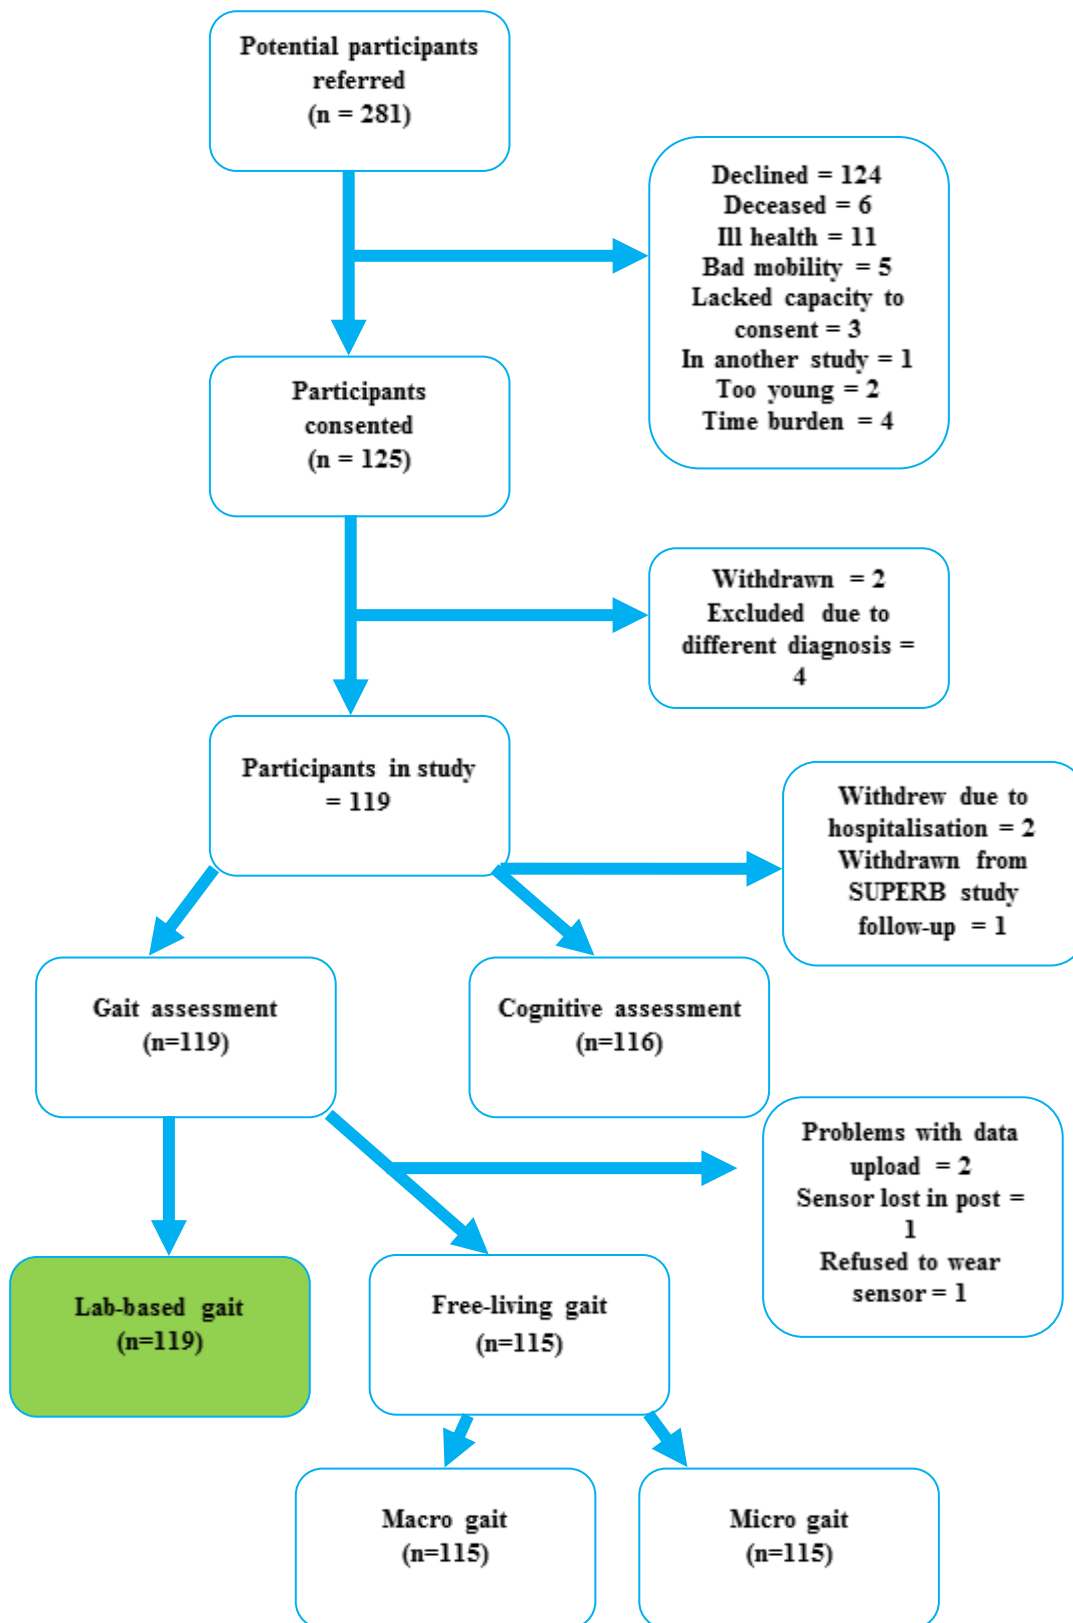 Potential participants
referred
(n = 281)
Declined = 124
Deceased = 6
Ill health = 11
Bad mobility = 5
Lacked capacity to
consent = 3
In another study = 1
Too young = 2
Time burden = 4
Participants
consented
(n = 125)
Withdrawn = 2
Excluded due to
different diagnosis =
4
Participants in study
= 119
Withdrew due to
hospitalisation = 2
Withdrawn from
SUPERB study
follow-up = 1
Gait assessment
(n=119)
Cognitive assessment
(n=116)
Problems with data
upload = 2
Sensor lost in post =
1
Refused to wear
sensor = 1
Lab-based gait
(n=119)
Free-living gait
(n=115)
Macro gait
(n=115)
Micro gait
(n=115)